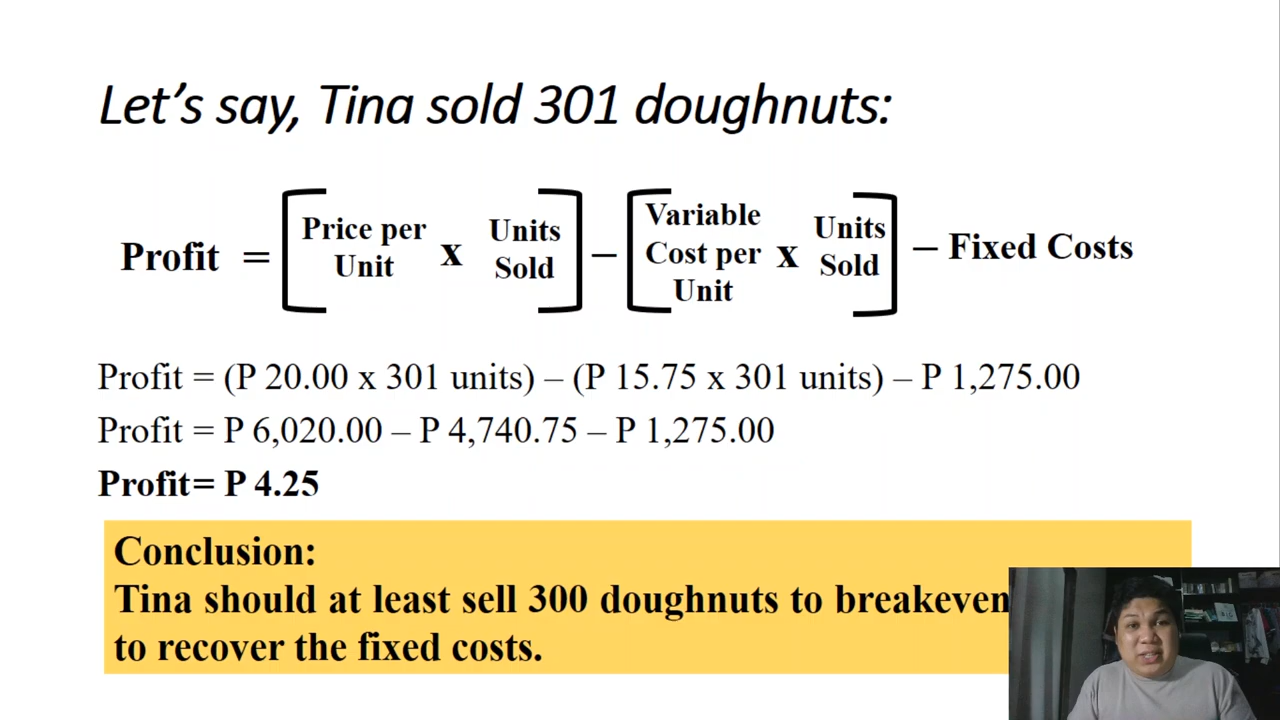 Let’s say, Tina sold 301 doughnuts:
Profit = [Price per Unit x Units Sold] – [Variable Cost per Unit x Units Sold] – Fixed Costs
Profit = (P 20.00 x 301 units) – (P 15.75 x 301 units) – P 1,275.00
Profit = P 6,020.00 – P 4,740.75 – P 1,275.00
Profit= P 4.25
Conclusion:
Tina should at least sell 300 doughnuts to breakeven
to recover the fixed costs.